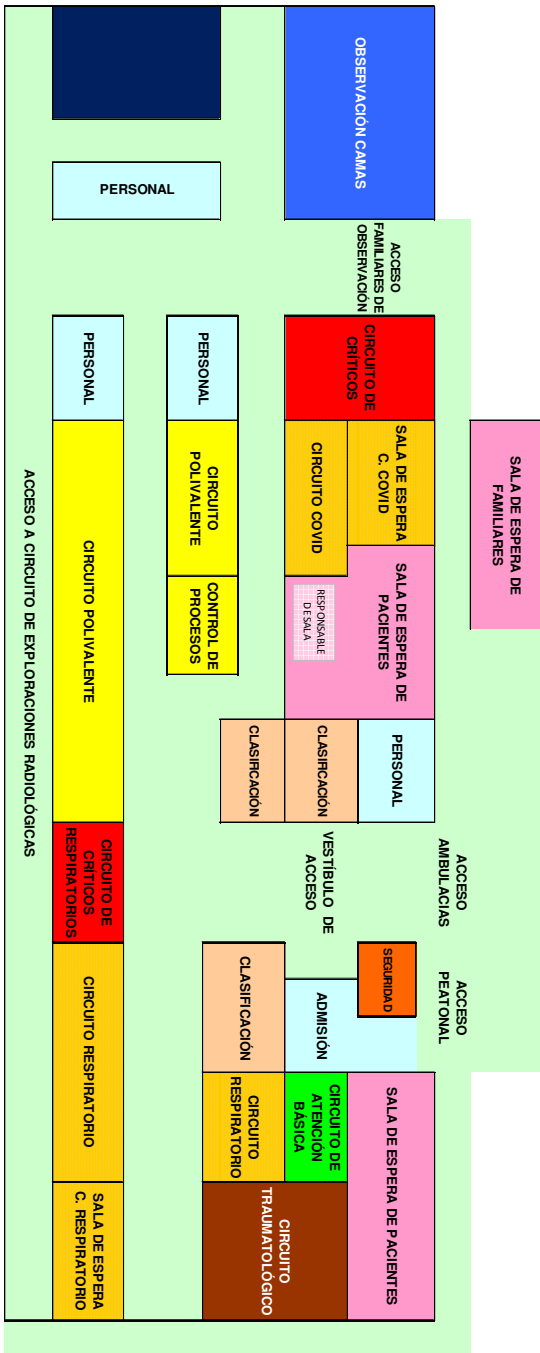 OBSERVACIÓN CAMAS
PERSONAL
ACCESO
FAMILIARES DE
OBSERVACIÓN
CIRCUITO DE
CRÍTICOS
PERSONAL
PERSONAL
SALA DE ESPERA DE
FAMILIARES
SALA DE ESPERA
C. COVID
CIRCUITO COVID
CIRCUITO
POLIVALENTE
CIRCUITO POLIVALENTE
ACCESO A CIRCUITO DE EXPLORACIONES RADIOLÓGICAS
SALA DE ESPERA DE
PACIENTES
RESPONSABLE
DE SALA
CONTROL DE
PROCESOS
PERSONAL
CLASIFICACIÓN
CLASIFICACIÓN
ACCESO
AMBULACIAS
VESTÍBULO DE
ACCESO
CIRCUITO DE
CRÍTICOS
RESPIRATORIOS
ACCESO
PEATONAL
SEGURIDAD
ADMISIÓN
CLASIFICACIÓN
CIRCUITO RESPIRATORIO
SALA DE ESPERA DE PACIENTES
CIRCUITO DE
ATENCIÓN
BÁSICA
CIRCUITO
RESPIRATORIO
CIRCUITO
TRAUMATOLÓGICO
SALA DE ESPERA
C. RESPIRATORIO